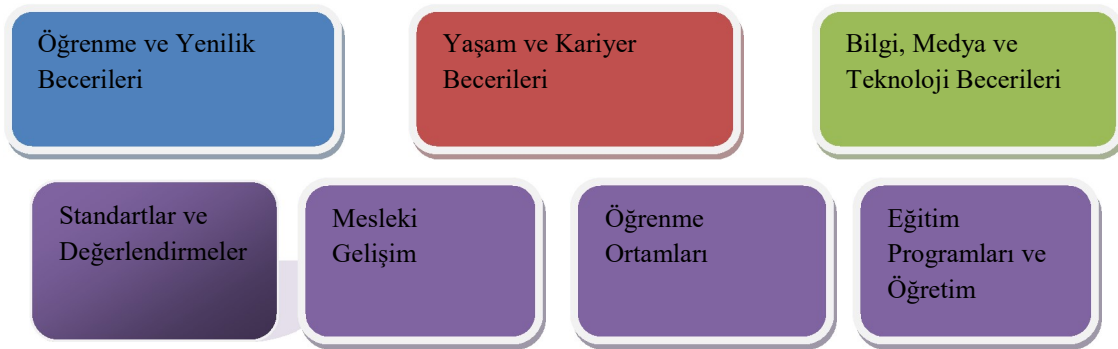 Öğrenme ve Yenilik
Becerileri
Yaşam ve Kariyer
Becerileri
Bilgi, Medya ve
Teknoloji Becerileri
Standartlar ve
Değerlendirmeler
Mesleki
Gelişim
Öğrenme
Ortamları
Eğitim
Programları ve
Öğretim